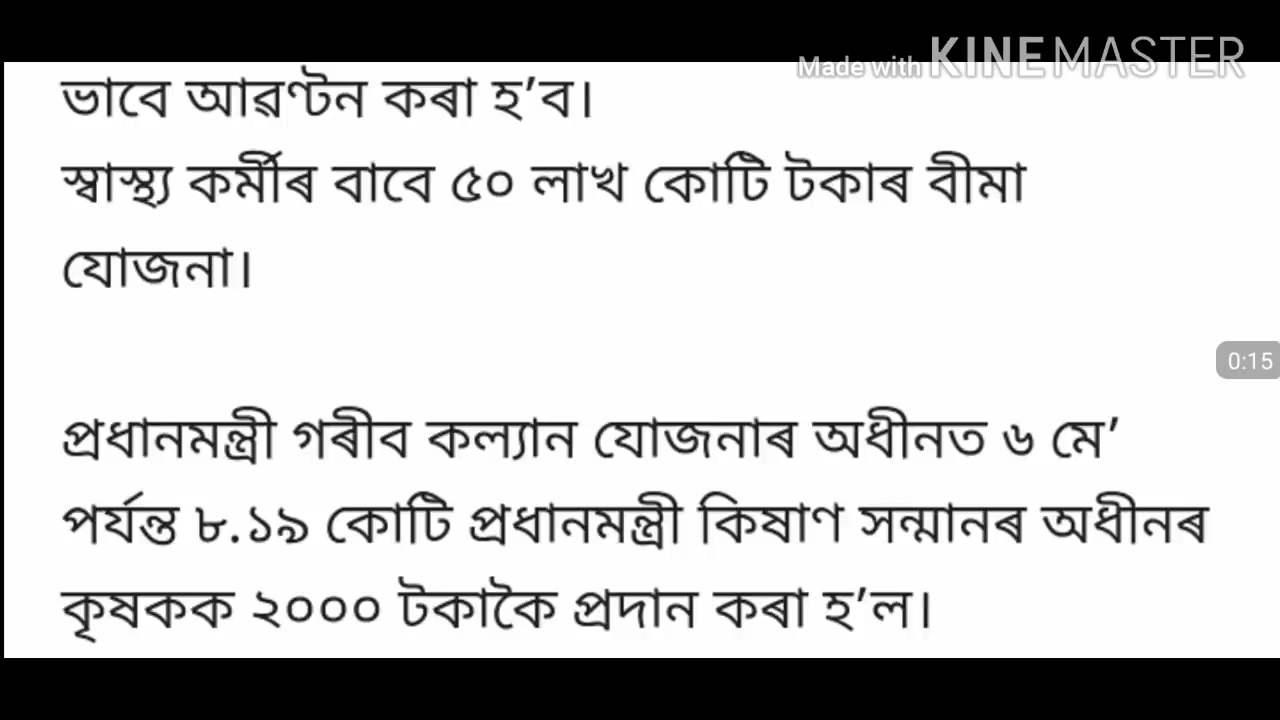 Made with KINEMASTER
ভাবে আৱণ্টন কৰা হ’ব।
স্বাস্থ্য কৰ্মীৰ বাবে ৫০ লাখ কোটি টকাৰ বীমা
যোজনা।
0:15
প্ৰধানমন্ত্ৰী গৰীব কল্যান যোজনাৰ অধীনত ৬ মে’
পৰ্যন্ত ৮.১৯ কোটি প্ৰধানমন্ত্ৰী কিষাণ সন্মানৰ অধীনৰ
কৃষকক ২০০০ টকাকৈ প্ৰদান কৰা হ’ল।